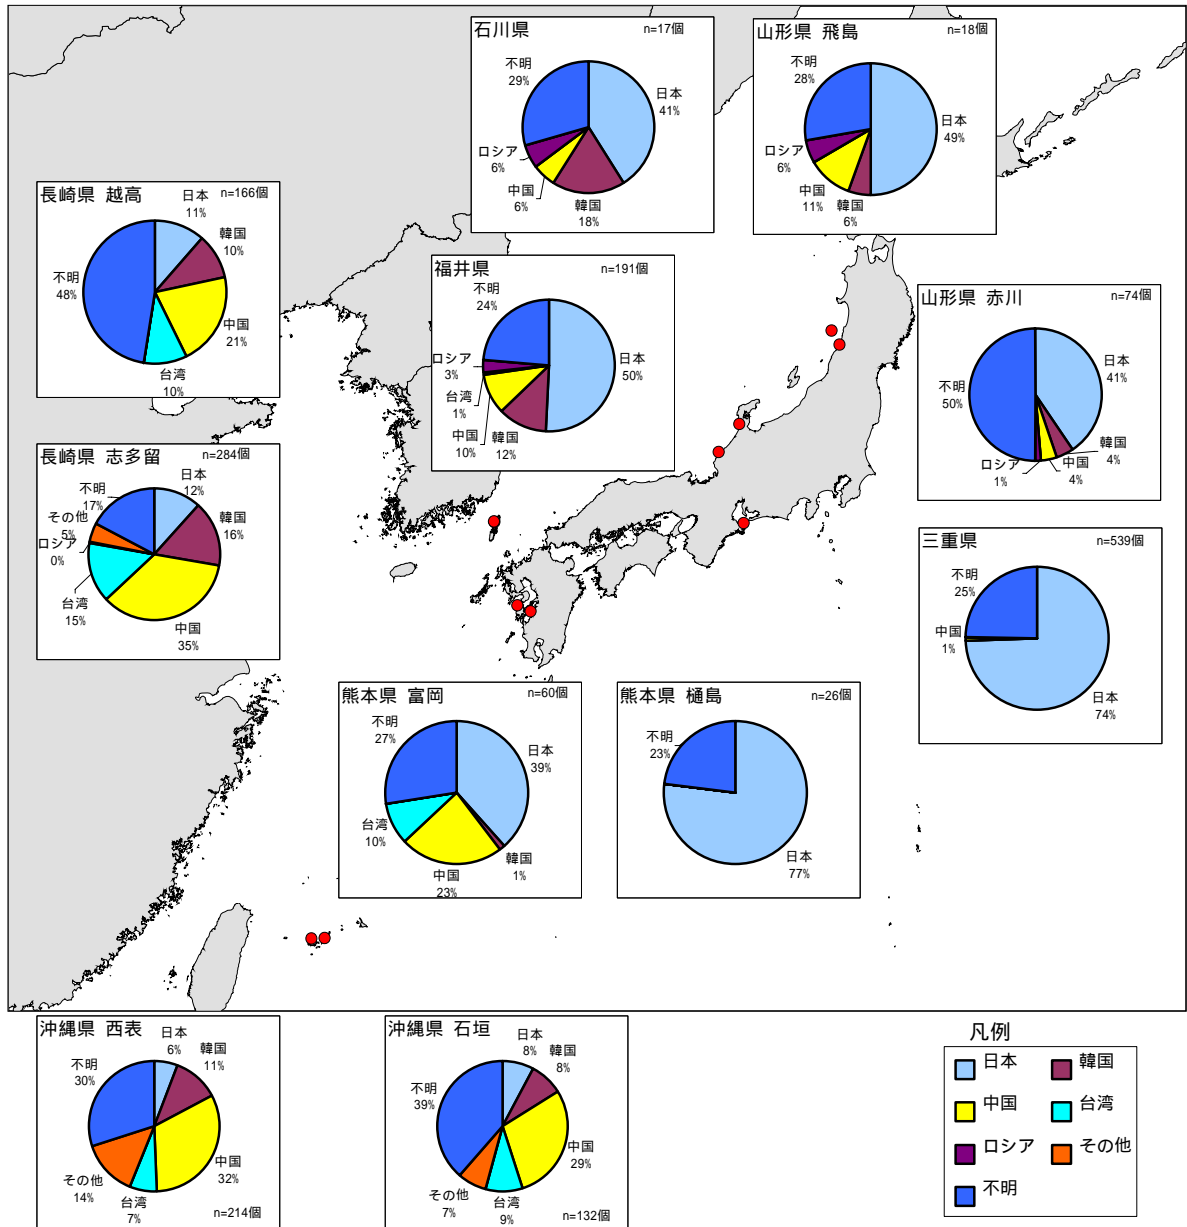 石川県 n=17個
不明
29%
日本
41%
ロシア
6%
中国
6%
韓国
18%
山形県 飛島 n=18個
不明
28%
日本
49%
ロシア
6%
中国
11%
韓国
6%
長崎県 越高 n=166個
日本
11%
韓国
10%
不明
48%
中国
21%
台湾
10%
福井県 n=191個
不明
24%
日本
50%
ロシア
3%
台湾
1%
中国
10%
韓国
12%
山形県 赤川 n=74個
日本
41%
不明
50%
韓国
4%
中国
4%
ロシア
1%
長崎県 志多留 n=284個
日本
12%
不明
17%
韓国
16%
その他
5%
ロシア
0%
台湾
15%
中国
35%
三重県 n=539個
不明
25%
中国
1%
日本
74%
熊本県 富岡 n=60個
不明
27%
日本
39%
台湾
10%
韓国
1%
中国
23%
熊本県 樋島 n=26個
不明
23%
日本
77%
沖縄県 西表
日本
6%
韓国
11%
不明
30%
中国
32%
その他
14%
台湾
7%
n=214個
沖縄県 石垣
日本
8%
韓国
8%
不明
39%
中国
29%
その他
7%
台湾
9%
n=132個
凡例
日本 韓国
中国 台湾
ロシア その他
不明